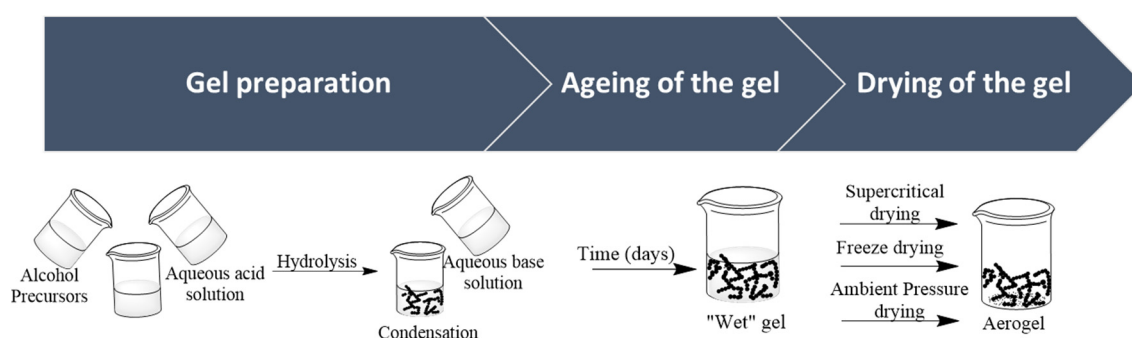 Gel preparation
Ageing of the gel
Drying of the gel
Alcohol
Precursors
Aqueous acid
solution
Hydrolysis
Aqueous base
solution
Condensation
Time (days)
"Wet" gel
Supercritical
drying
Freeze drying
Ambient Pressure
drying
Aerogel